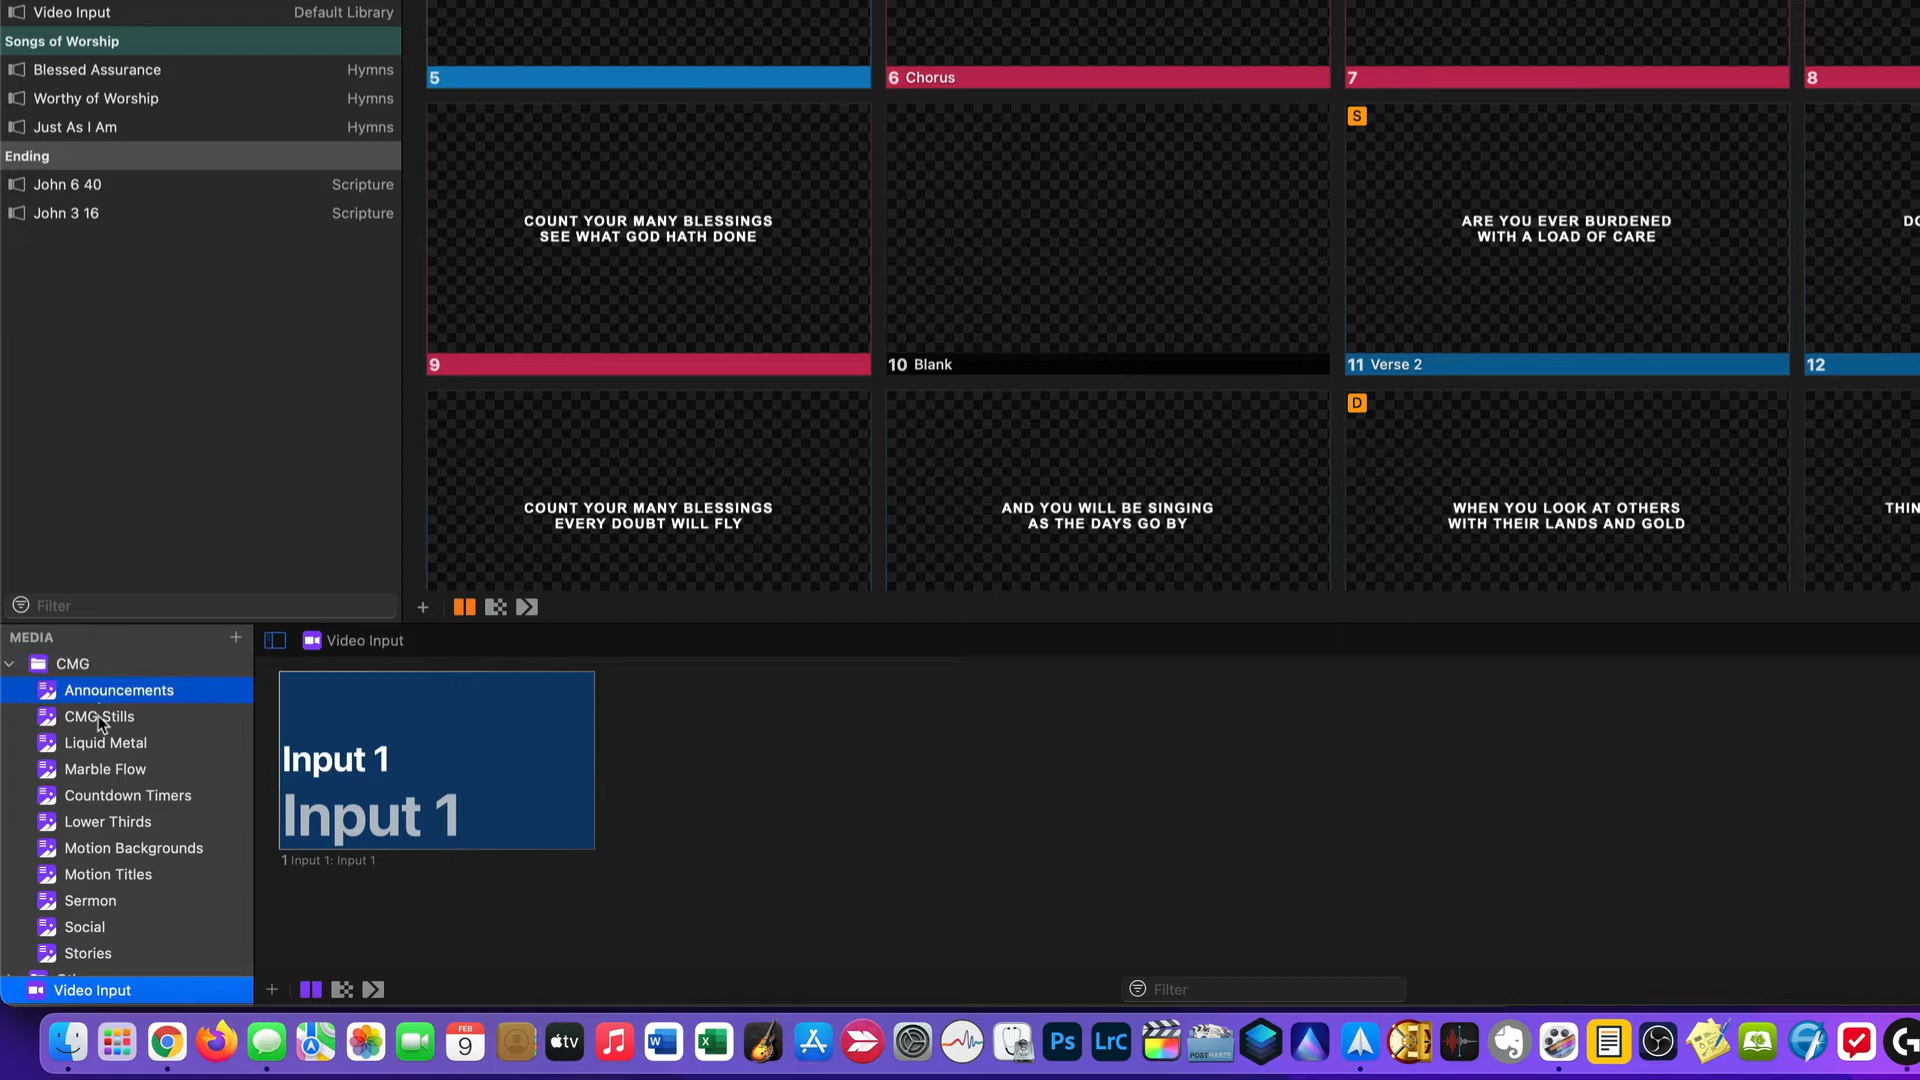 Video Input Default Library
Songs of Worship
Blessed Assurance Hymns
Worthy of Worship Hymns
Just As I Am Hymns
Ending
John 6 40 Scripture
John 3 16 Scripture
Filter
5
6 Chorus
7
8
COUNT YOUR MANY BLESSINGS
SEE WHAT GOD HATH DONE
9
10 Blank
S
ARE YOU EVER BURDENED
WITH A LOAD OF CARE
11 Verse 2
12
COUNT YOUR MANY BLESSINGS
EVERY DOUBT WILL FLY
AND YOU WILL BE SINGING
AS THE DAYS GO BY
D
WHEN YOU LOOK AT OTHERS
WITH THEIR LANDS AND GOLD
MEDIA
CMG
Announcements
CMG Stills
Liquid Metal
Marble Flow
Countdown Timers
Lower Thirds
Motion Backgrounds
Motion Titles
Sermon
Social
Stories
Video Input
Video Input
Input 1
Input 1
1 Input 1: Input 1
Filter
FEB
9
tv
W
X
Ps
LrC
POSTHASTE